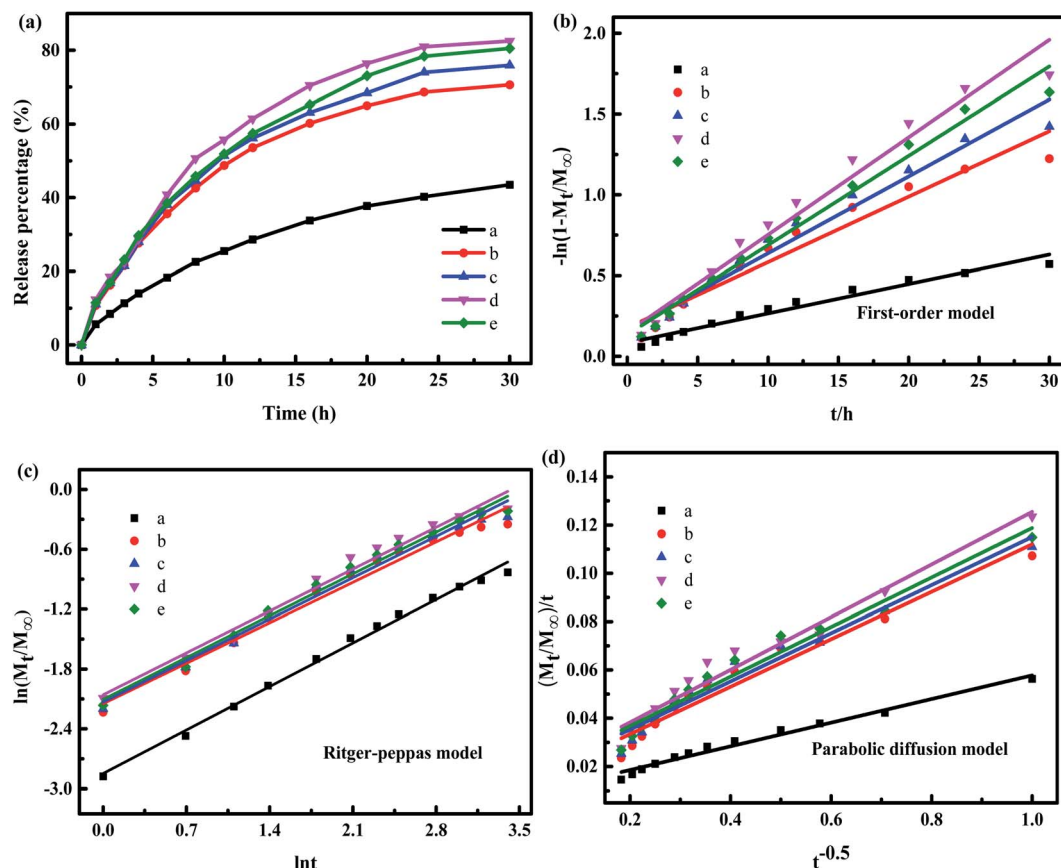 (a)
Release percentage (%)
80
60
40
20
0
a
b
c
d
e
0 5 10 15 20 25 30
Time (h)
(b)
-ln(1-Mt/M∞)
2.0
1.5
1.0
0.5
0.0
a
b
c
d
e
First-order model
0 5 10 15 20 25 30
t/h
(c)
ln(Mt/M∞)
0.0
-0.6
-1.2
-1.8
-2.4
-3.0
a
b
c
d
e
Ritger-peppas model
0.0 0.7 1.4 2.1 2.8 3.5
lnt
(d)
(Mt/M∞)/t
0.14
0.12
0.10
0.08
0.06
0.04
0.02
a
b
c
d
e
Parabolic diffusion model
0.2 0.4 0.6 0.8 1.0
t-0.5